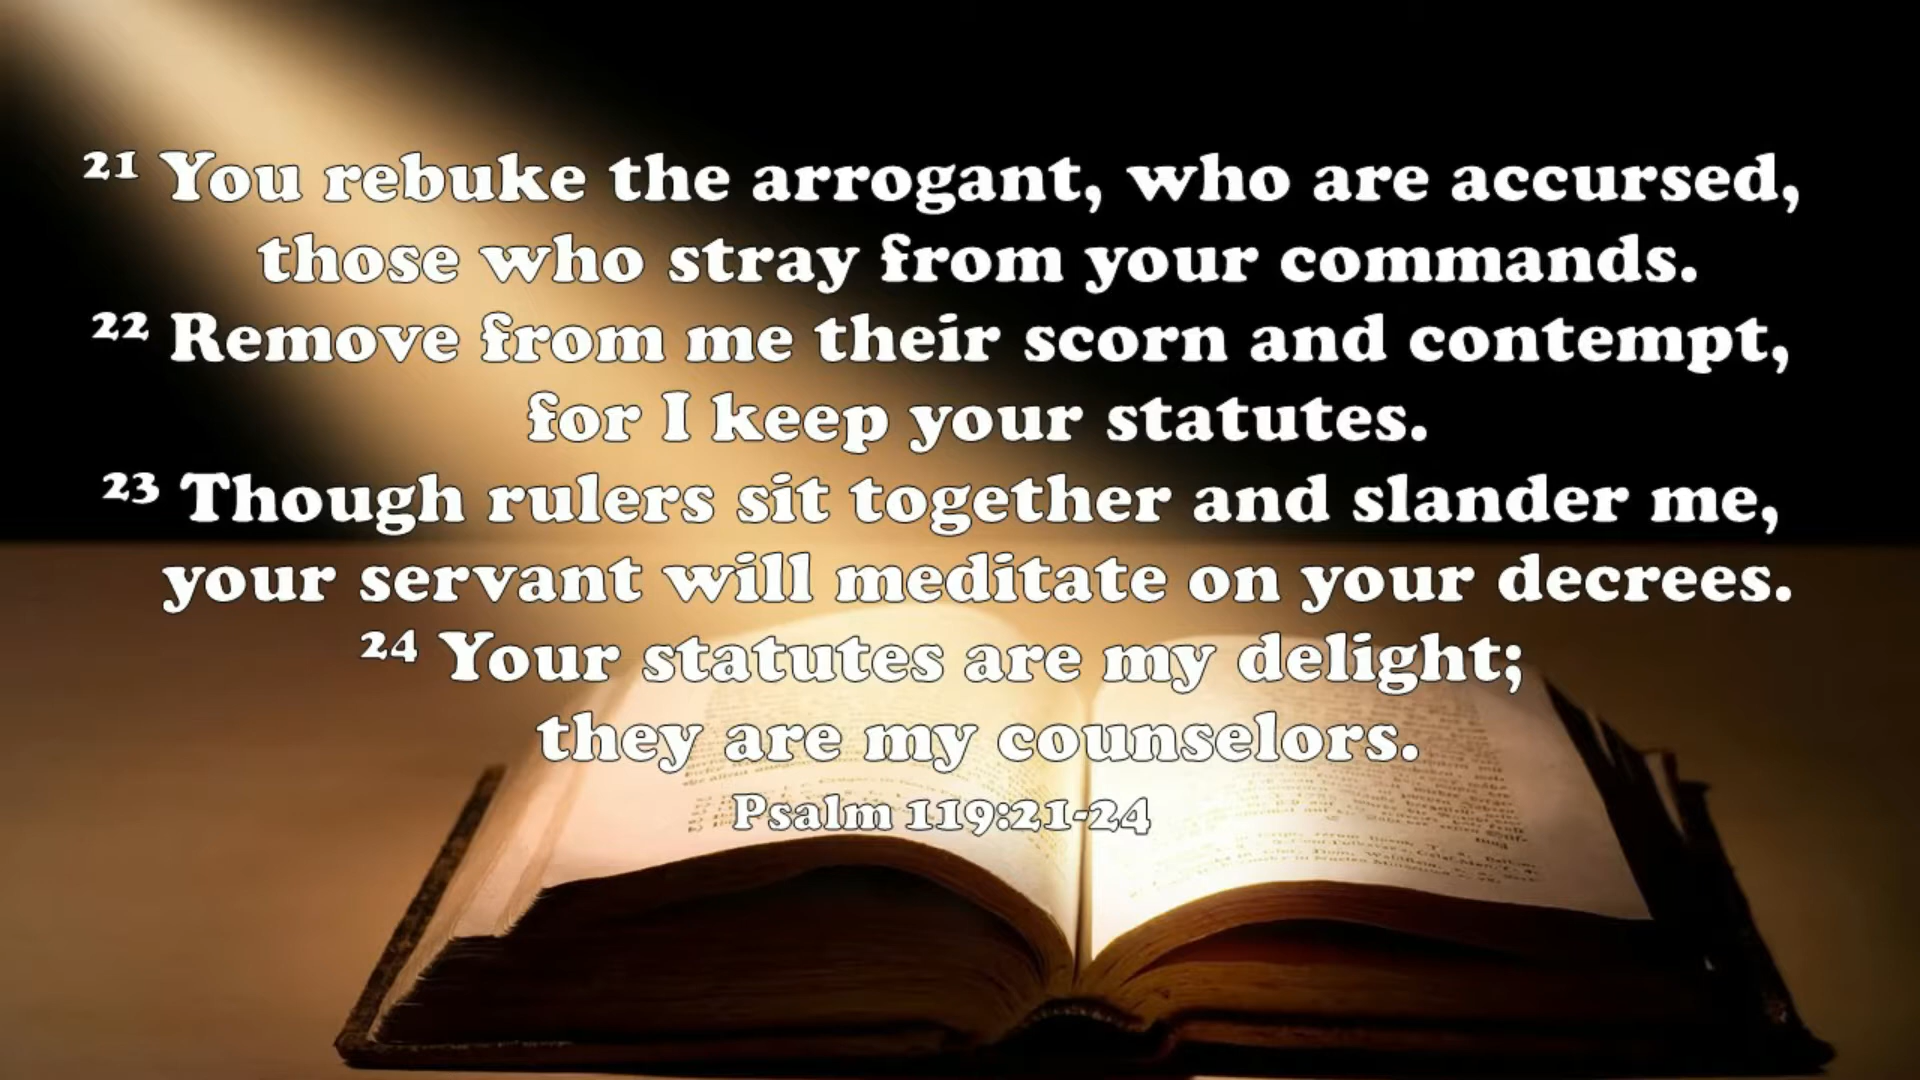 21 You rebuke the arrogant, who are accursed,
those who stray from your commands.
22 Remove from me their scorn and contempt,
for I keep your statutes.
23 Though rulers sit together and slander me,
your servant will meditate on your decrees.
24 Your statutes are my delight;
they are my counselors.
Psalm 119:21-24